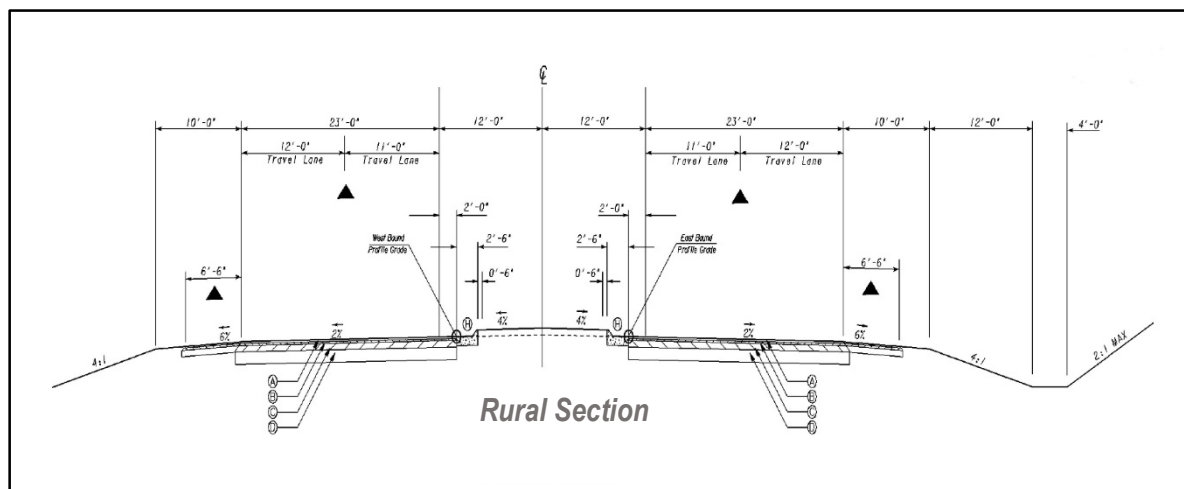 ℄
10'-0" 23'-0" 12'-0" 12'-0" 23'-0" 10'-0" 12'-0" 4'-0"
12'-0" 11'-0" 11'-0" 12'-0"
Travel Lane Travel Lane Travel Lane Travel Lane
2'-0" 2'-0"
West Bound
Profile Grade
2'-6" 2'-6"
East Bound
Profile Grade
6'-6" 0'-6" 0'-6" 6'-6"
H 4% 4% H
6% 2% 2% 6%
4:1 4:1 2:1 MAX
A A
B B
C C
D D
Rural Section